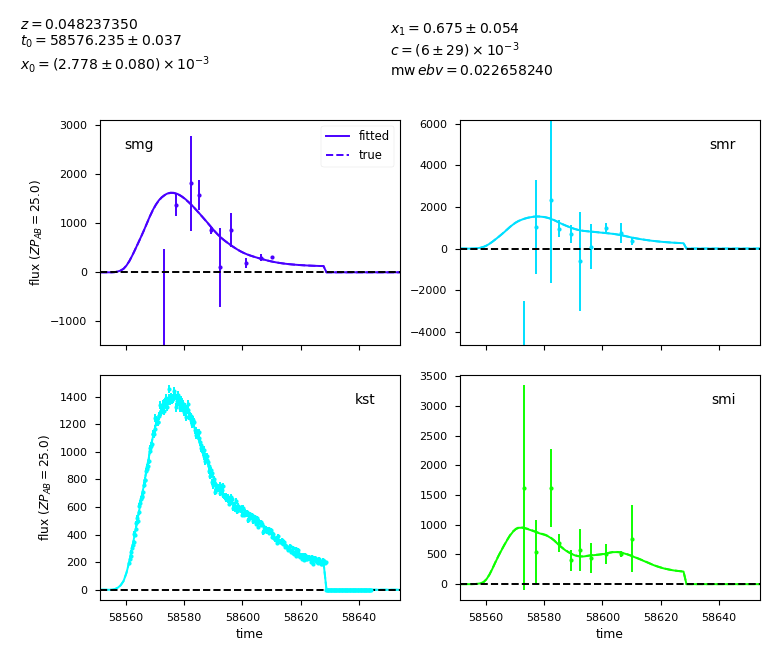 z = 0.048237350
t₀ = 58576.235 ± 0.037
x₀ = (2.778 ± 0.080) × 10⁻³
x₁ = 0.675 ± 0.054
c = (6 ± 29) × 10⁻³
mw ebv = 0.022658240
smg
fitted
true
3000
2000
1000
0
−1000
flux (ZP_AB = 25.0)
smr
6000
4000
2000
0
−2000
−4000
kst
1400
1200
1000
800
600
400
200
0
flux (ZP_AB = 25.0)
58560 58580 58600 58620 58640
time
smi
3500
3000
2500
2000
1500
1000
500
0
58560 58580 58600 58620 58640
time